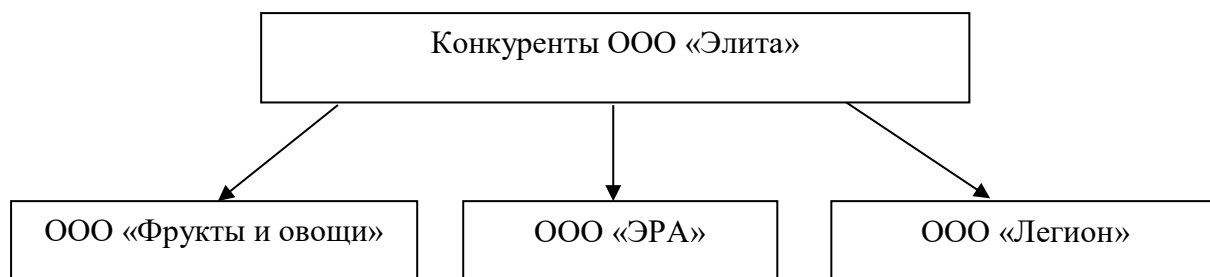 Конкуренты ООО «Элита»
ООО «Фрукты и овощи»
ООО «ЭРА»
ООО «Легион»